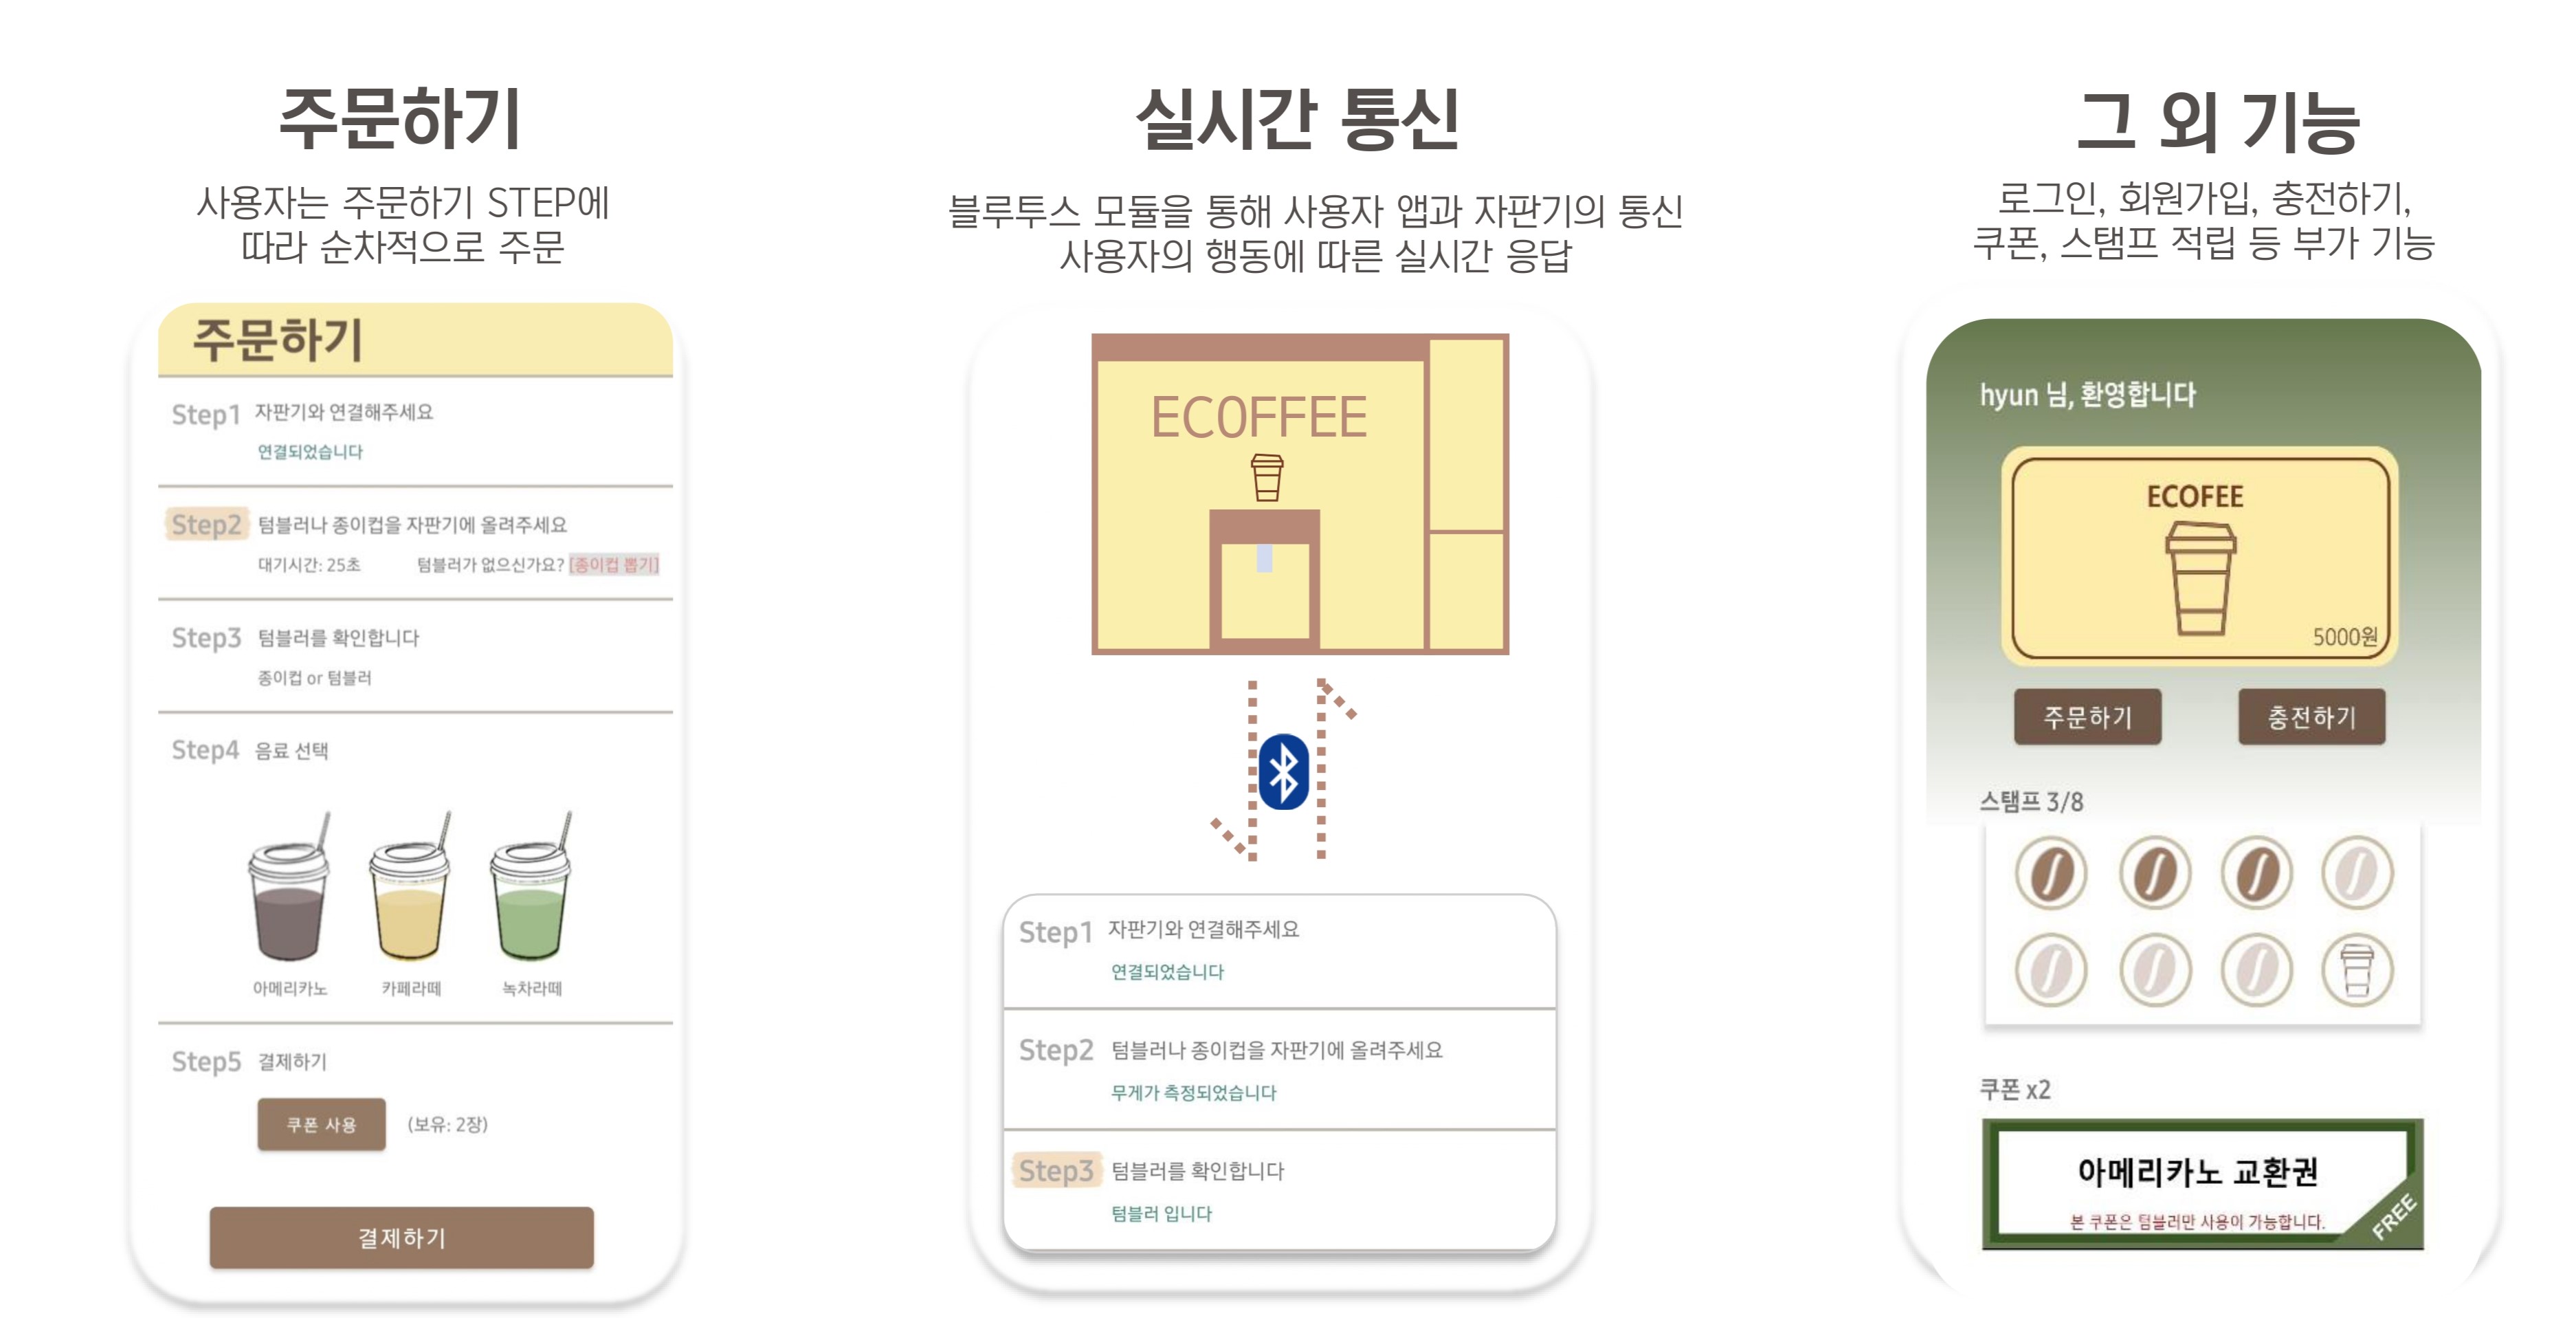 주문하기
사용자는 주문하기 STEP에
따라 순차적으로 주문
주문하기
Step1 자판기와 연결해주세요
연결되었습니다
Step2 텀블러나 종이컵을 자판기에 올려주세요
대기시간: 25초 텀블러가 없으신가요? [종이컵 뽑기]
Step3 텀블러를 확인합니다
종이컵 or 텀블러
Step4 음료 선택
아메리카노 카페라떼 녹차라떼
Step5 결제하기
쿠폰 사용 (보유: 2장)
결제하기
실시간 통신
블루투스 모듈을 통해 사용자 앱과 자판기의 통신
사용자의 행동에 따른 실시간 응답
ECOFFEE
Step1 자판기와 연결해주세요
연결되었습니다
Step2 텀블러나 종이컵을 자판기에 올려주세요
무게가 측정되었습니다
Step3 텀블러를 확인합니다
텀블러 입니다
그 외 기능
로그인, 회원가입, 충전하기,
쿠폰, 스탬프 적립 등 부가 기능
hyun 님, 환영합니다
ECOFEE
5000원
주문하기 충전하기
스탬프 3/8
쿠폰 x2
아메리카노 교환권
본 쿠폰은 텀블러만 사용이 가능합니다.
FREE